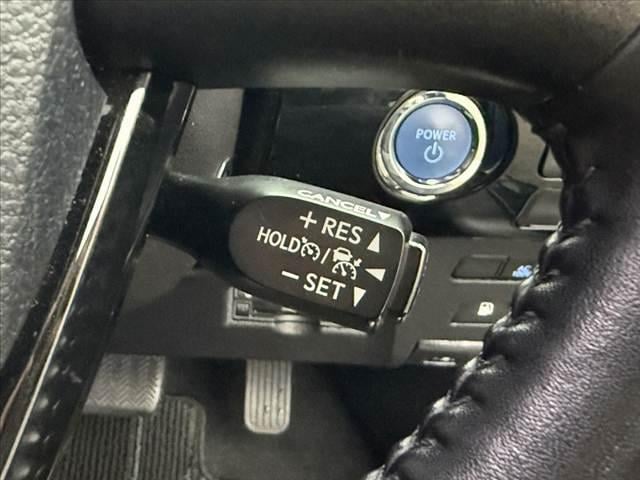 POWER
CANCEL▼
+ RES ▲
HOLD / ◀
− SET ▼